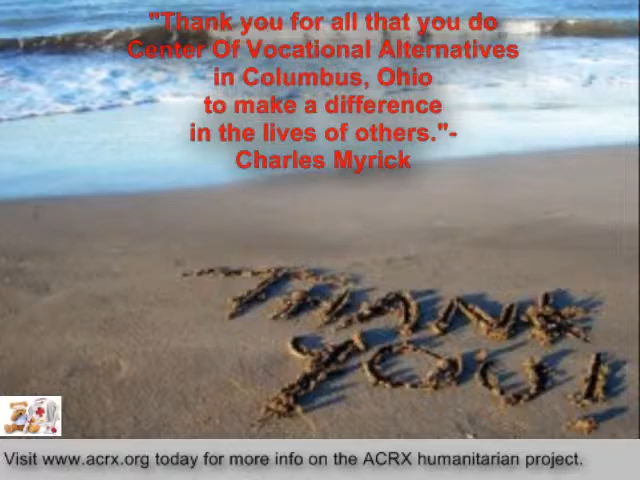 "Thank you for all that you do
Center Of Vocational Alternatives
in Columbus, Ohio
to make a difference
in the lives of others."-
Charles Myrick
THANK
YOU!
Visit www.acrx.org today for more info on the ACRX humanitarian project.